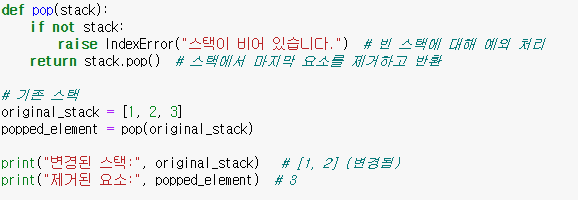 def pop(stack):
    if not stack:
        raise IndexError("스택이 비어 있습니다.")  # 빈 스택에 대해 예외 처리
    return stack.pop()  # 스택에서 마지막 요소를 제거하고 반환
# 기존 스택
original_stack = [1, 2, 3]
popped_element = pop(original_stack)
print("변경된 스택:", original_stack)  # [1, 2] (변경됨)
print("제거된 요소:", popped_element)  # 3